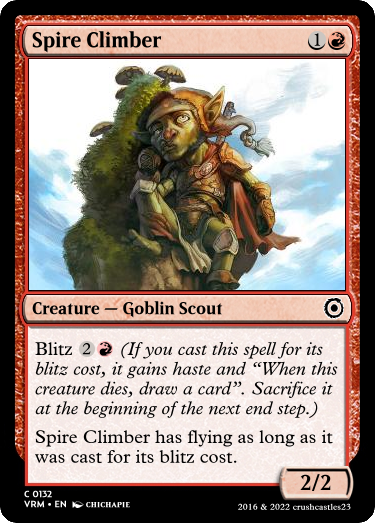 Spire Climber 1
Creature — Goblin Scout
Blitz 2 (If you cast this spell for its
blitz cost, it gains haste and “When this
creature dies, draw a card”. Sacrifice it
at the beginning of the next end step.)
Spire Climber has flying as long as it
was cast for its blitz cost.
2/2
C 0132
VRM • EN CHICHAPIE
2016 & 2022 crushcastles23